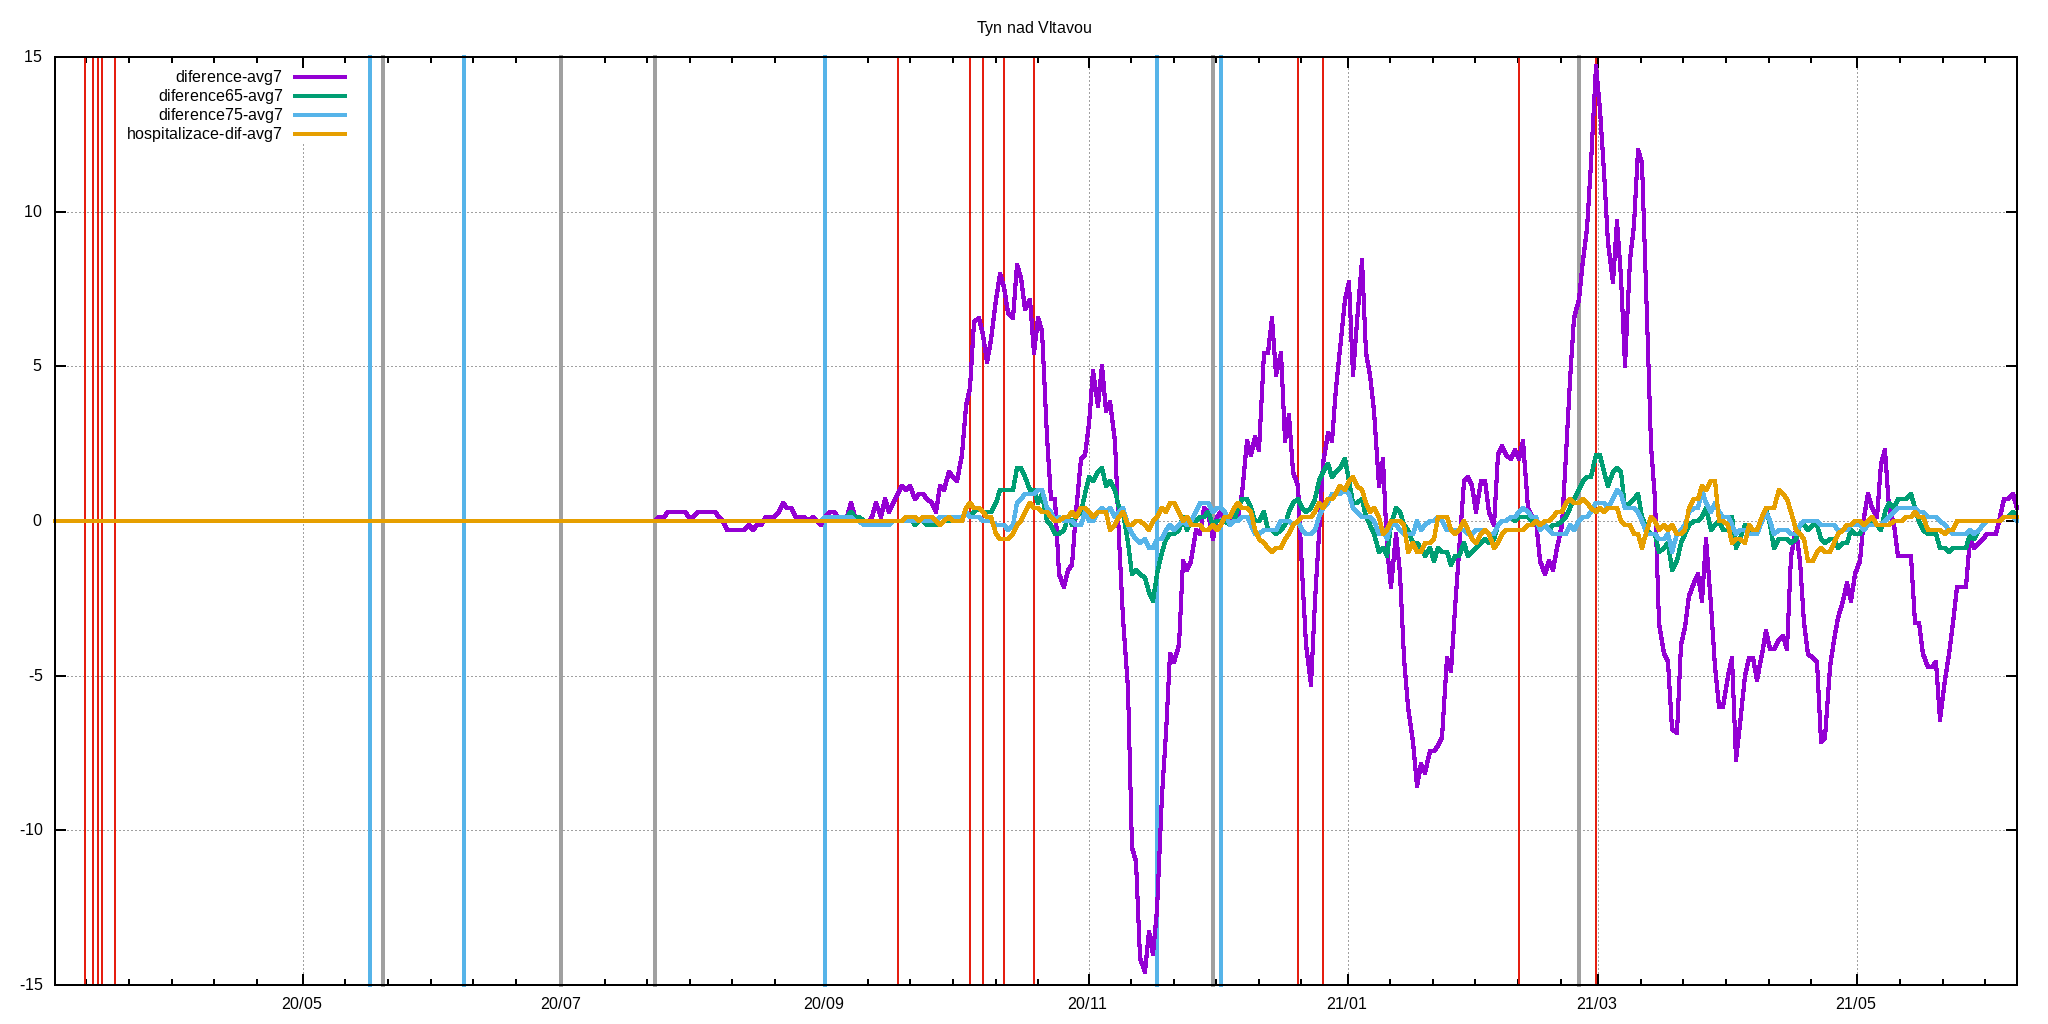 Tyn nad Vltavou
15
10
5
0
-5
-10
-15
diference-avg7
diference65-avg7
diference75-avg7
hospitalizace-dif-avg7
20/05 20/07 20/09 20/11 21/01 21/03 21/05